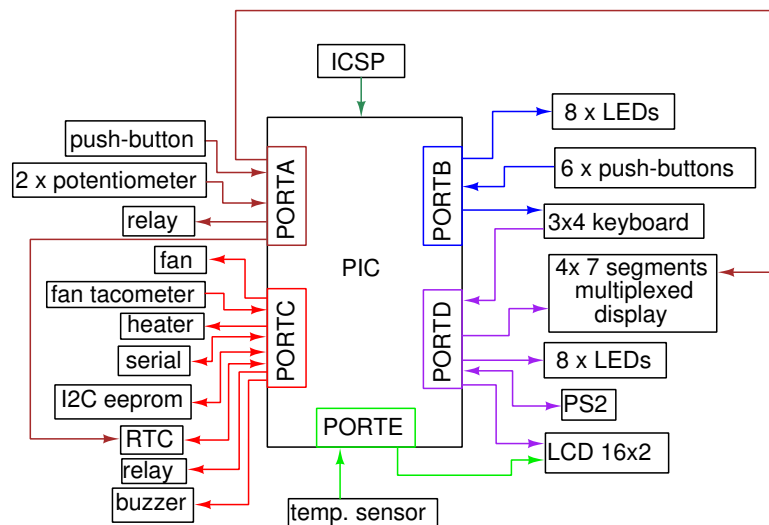 ICSP
8 x LEDs
push-button
2 x potentiometer
PORTA
PORTB
6 x push-buttons
relay
3x4 keyboard
fan
PIC
4x 7 segments
multiplexed
display
fan tacometer
PORTC
PORTD
heater
serial
8 x LEDs
I2C eeprom
PS2
PORTE
RTC
LCD 16x2
relay
buzzer
temp. sensor